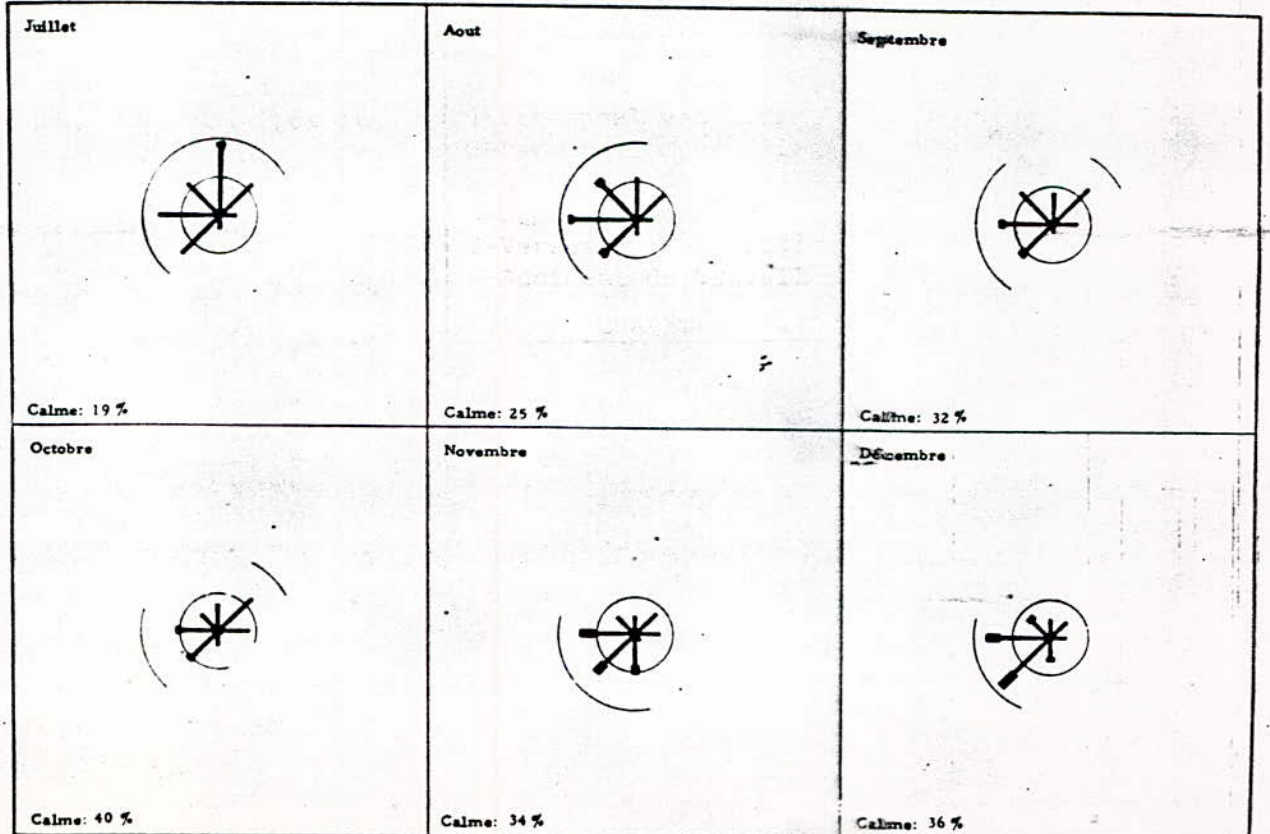 Juillet
Aout
Septembre
Calme: 19 %
Calme: 25 %
Calme: 32 %
Octobre
Novembre
Décembre
Calme: 40 %
Calme: 34 %
Calme: 36 %